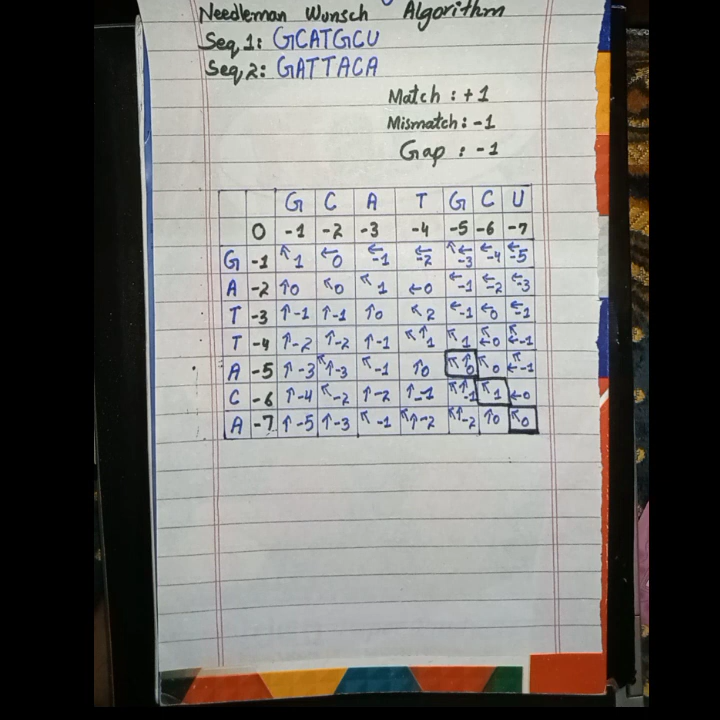 Needleman Wunsch Algorithm
Seq 1: GCATGCU
Seq 2: GATTACA
Match : +1
Mismatch : -1
Gap : -1
G C A T G C U
0 -1 -2 -3 -4 -5 -6 -7
G -1 ↖1 ←0 ←-1 ←-2 ↖←-3 ←-4 ←-5
A -2 ↑0 ↖0 ↖1 ←0 ←-1 ←-2 ←-3
T -3 ↑-1 ↑-1 ↑0 ↖2 ←-1 ←0 ←-1
T -4 ↑-2 ↑-2 ↑-1 ↖↑1 ↖1 ↖←0 ↖←-1
A -5 ↑-3 ↖↑-3 ↖-1 ↑0 ↖↑0 ↖0 ↖←-1
C -6 ↑-4 ↖-2 ↑-2 ↑-1 ↖↑-1 ↖1 ←0
A -7 ↑-5 ↑-3 ↖-1 ↖↑-2 ↖↑-2 ↑0 ↖0